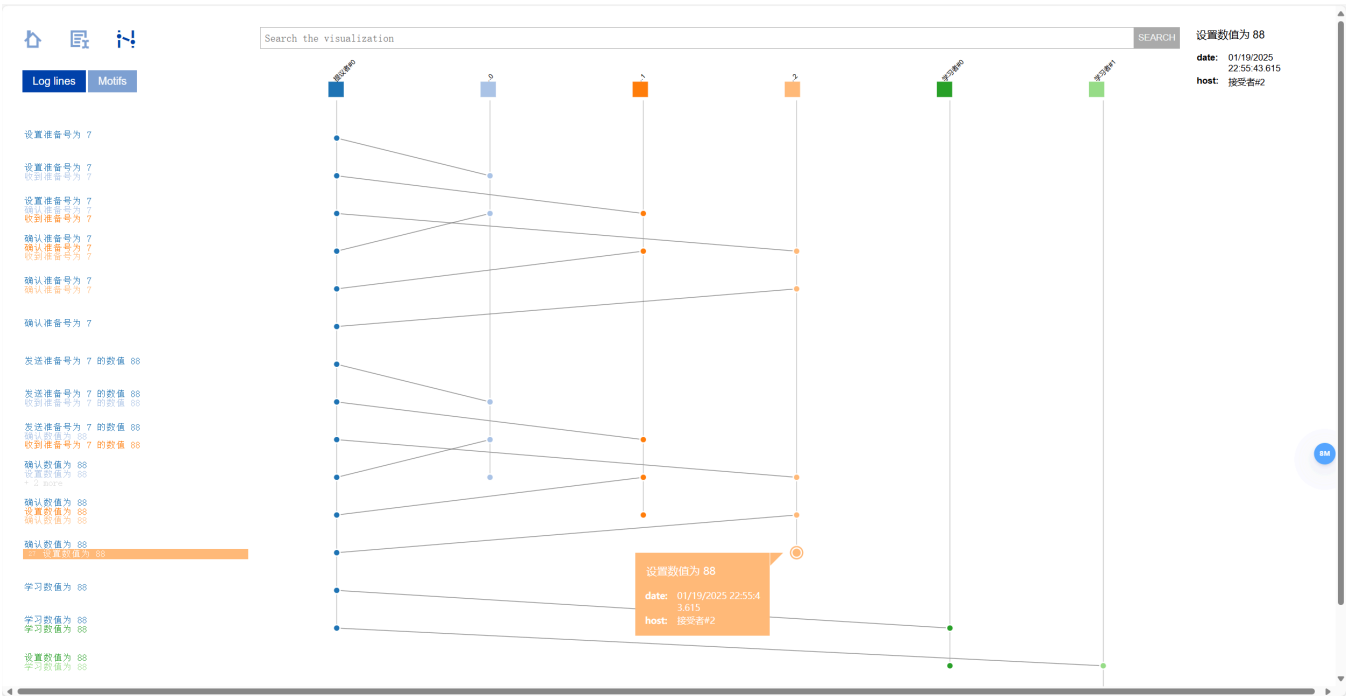 Search the visualization
SEARCH
设置数值为 88
date: 01/19/2025
22:55:43.615
host: 接受者#2
Log lines
Motifs
提议者#0
.0
.1
.2
学习者#0
学习者#1
设置准备号为 7
设置准备号为 7
收到准备号为 7
设置准备号为 7
确认准备号为 7
收到准备号为 7
确认准备号为 7
确认准备号为 7
收到准备号为 7
确认准备号为 7
确认准备号为 7
确认准备号为 7
发送准备号为 7 的数值 88
发送准备号为 7 的数值 88
收到准备号为 7 的数值 88
发送准备号为 7 的数值 88
确认数值为 88
收到准备号为 7 的数值 88
确认数值为 88
设置数值为 88
确认数值为 88
设置数值为 88
确认数值为 88
确认数值为 88
设置数值为 88
设置数值为 88
date: 01/19/2025 22:55:4
3.615
host: 接受者#2
学习数值为 88
学习数值为 88
学习数值为 88
设置数值为 88
学习数值为 88
BM